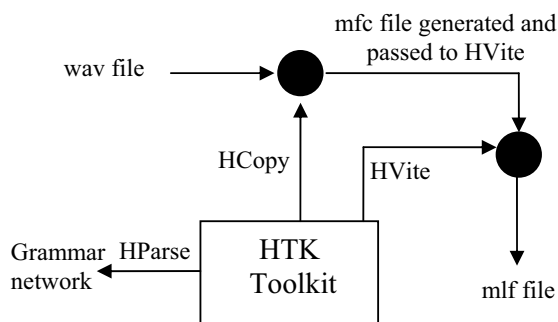 mfc file generated and
passed to HVite
wav file
HCopy
HVite
Grammar
network
HParse
HTK
Toolkit
mlf file